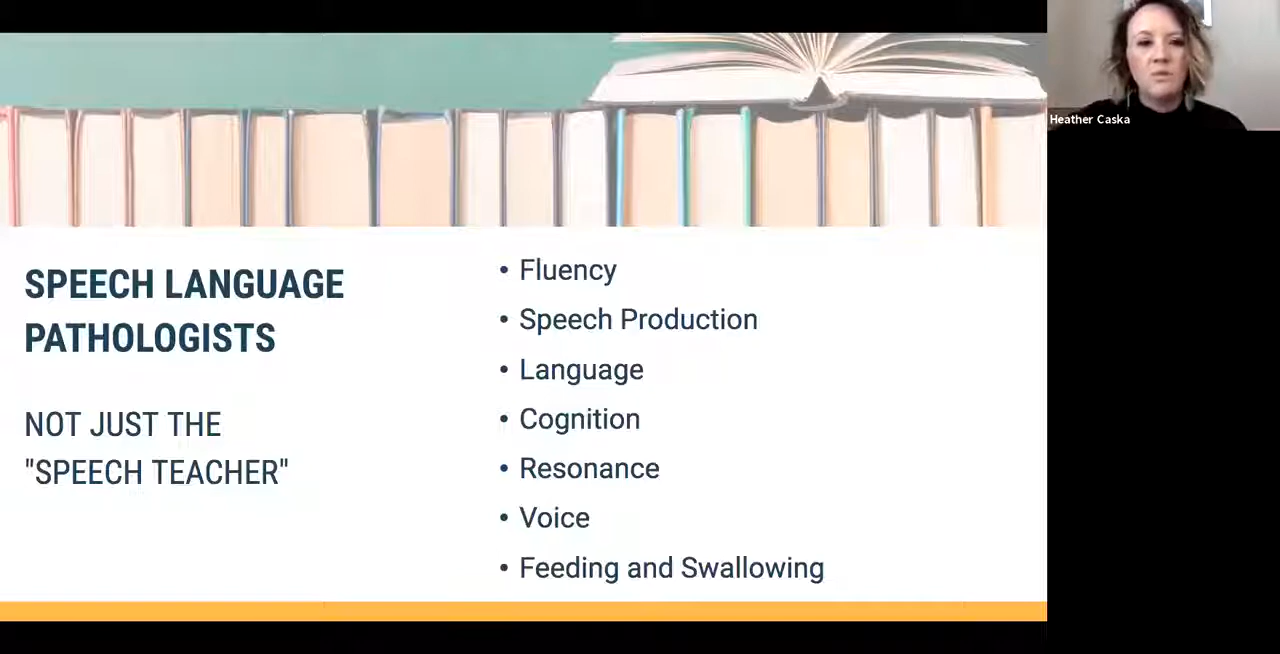 SPEECH LANGUAGE
PATHOLOGISTS
NOT JUST THE
"SPEECH TEACHER"
• Fluency
• Speech Production
• Language
• Cognition
• Resonance
• Voice
• Feeding and Swallowing
Heather Caska